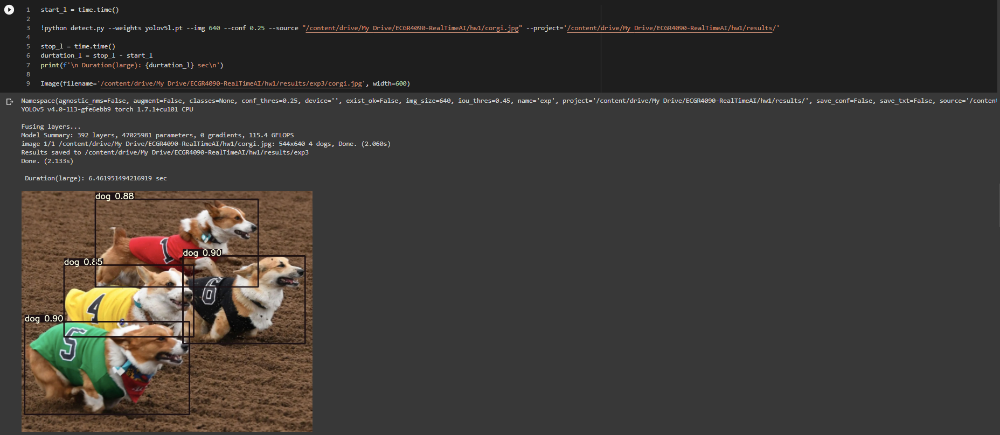 1 start_l = time.time()
2
3 !python detect.py --weights yolov5l.pt --img 640 --conf 0.25 --source "/content/drive/My Drive/ECGR4090-RealTimeAI/hw1/corgi.jpg" --project='/content/drive/My Drive/ECGR4090-RealTimeAI/hw1/results/'
4
5 stop_l = time.time()
6 durtation_l = stop_l - start_l
7 print(f'\n Duration(large): {durtation_l} sec\n')
8
9 Image(filename='/content/drive/My Drive/ECGR4090-RealTimeAI/hw1/results/exp3/corgi.jpg', width=600)
Namespace(agnostic_nms=False, augment=False, classes=None, conf_thres=0.25, device='', exist_ok=False, img_size=640, iou_thres=0.45, name='exp', project='/content/drive/My Drive/ECGR4090-RealTimeAI/hw1/results/', save_conf=False, save_txt=False, source='/content
YOLOv5 v4.0-113-gfe6ebb9 torch 1.7.1+cu101 CPU
Fusing layers...
Model Summary: 392 layers, 47025981 parameters, 0 gradients, 115.4 GFLOPS
image 1/1 /content/drive/My Drive/ECGR4090-RealTimeAI/hw1/corgi.jpg: 544x640 4 dogs, Done. (2.060s)
Results saved to /content/drive/My Drive/ECGR4090-RealTimeAI/hw1/results/exp3
Done. (2.133s)
Duration(large): 6.461951494216919 sec
dog 0.88
1
dog 0.90
dog 0.85
6
4
dog 0.90
5